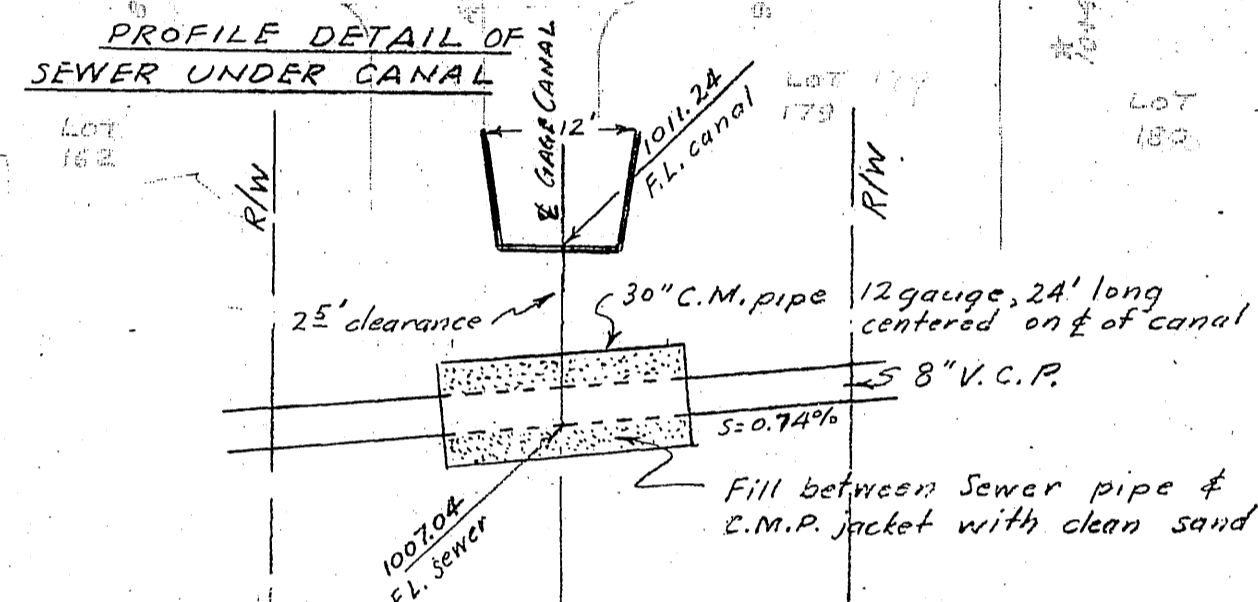 PROFILE DETAIL OF
SEWER UNDER CANAL
LOT
162
℄ GAGE CANAL
12'
1011.24
F.L. canal
LOT
179
LOT
180
R/W
R/W
2 5' clearance
30" C.M. pipe
12 gauge, 24' long
centered on ℄ of canal
S 8" V.C.P.
S=0.74%
Fill between Sewer pipe &
C.M.P. jacket with clean sand
1007.04
F.L. sewer